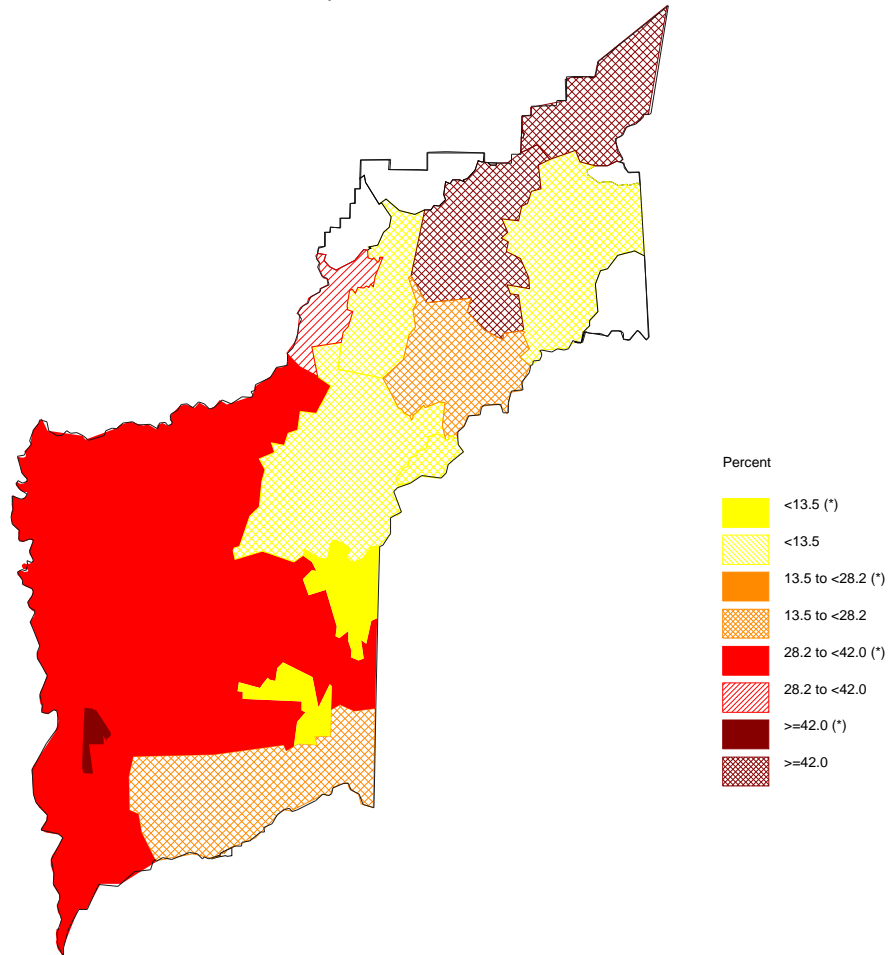 Percent
<13.5 (*)
<13.5
13.5 to <28.2 (*)
13.5 to <28.2
28.2 to <42.0 (*)
28.2 to <42.0
>=42.0 (*)
>=42.0